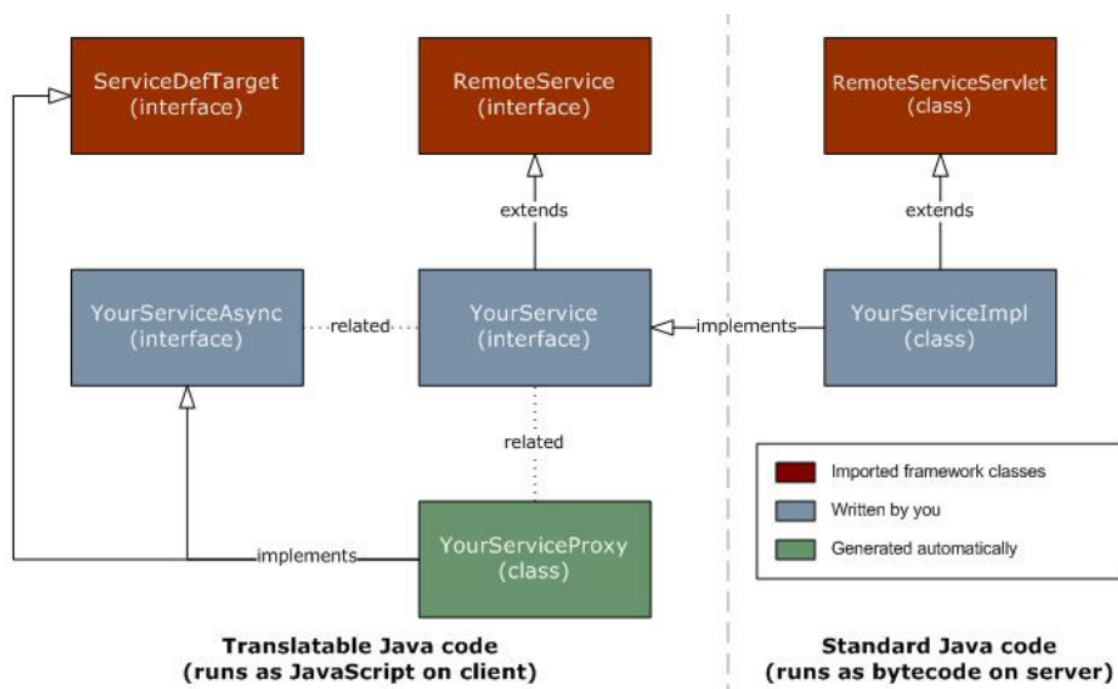 ServiceDefTarget
(interface)
RemoteService
(interface)
RemoteServiceServlet
(class)
extends
extends
YourServiceAsync
(interface)
related
YourService
(interface)
implements
YourServiceImpl
(class)
related
Imported framework classes
Written by you
Generated automatically
implements
YourServiceProxy
(class)
Translatable Java code
(runs as JavaScript on client)
Standard Java code
(runs as bytecode on server)